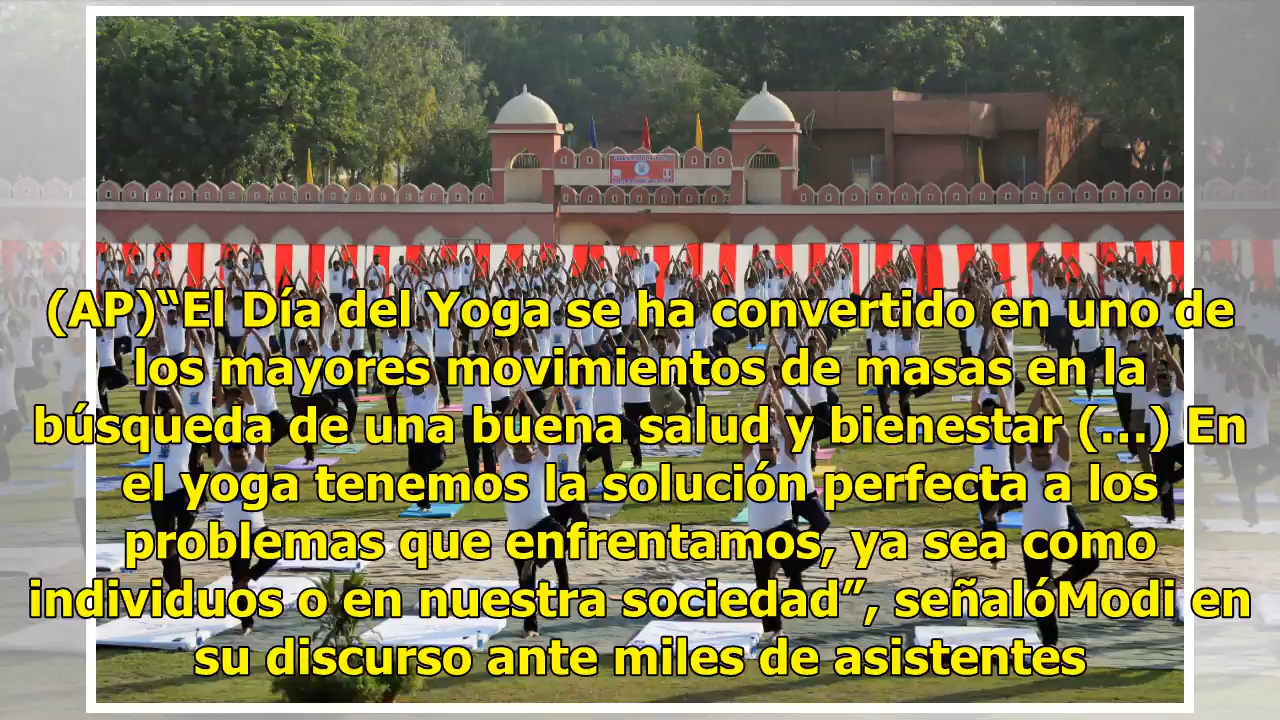 (AP)“El Día del Yoga se ha convertido en uno de
los mayores movimientos de masas en la
búsqueda de una buena salud y bienestar (...) En
el yoga tenemos la solución perfecta a los
problemas que enfrentamos, ya sea como
individuos o en nuestra sociedad”, señalóModi en
su discurso ante miles de asistentes